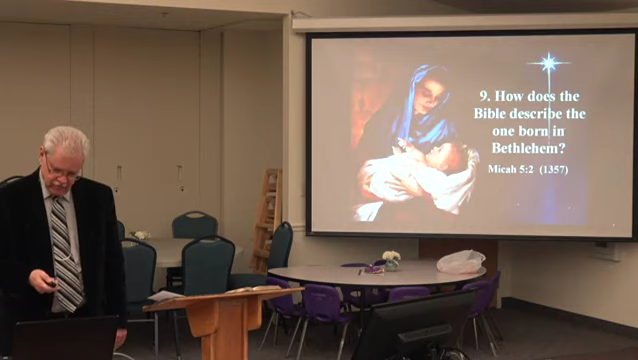 9. How does the
Bible describe the
one born in
Bethlehem?
Micah 5:2 (1357)